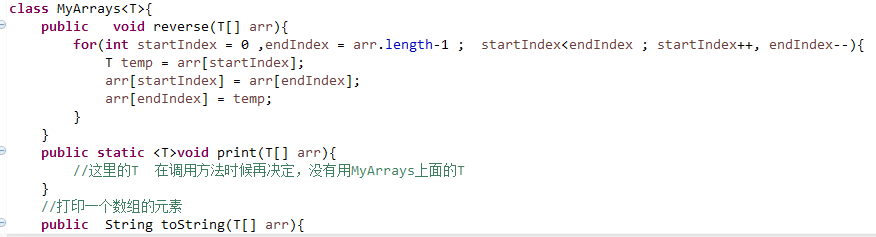 class MyArrays<T>{
public   void reverse(T[] arr){
for(int startIndex = 0 ,endIndex = arr.length-1 ;  startIndex<endIndex ; startIndex++, endIndex--){
T temp = arr[startIndex];
arr[startIndex] = arr[endIndex];
arr[endIndex] = temp;
}
}
public static <T>void print(T[] arr){
//这里的T  在调用方法时候再决定，没有用MyArrays上面的T
}
//打印一个数组的元素
public  String toString(T[] arr){